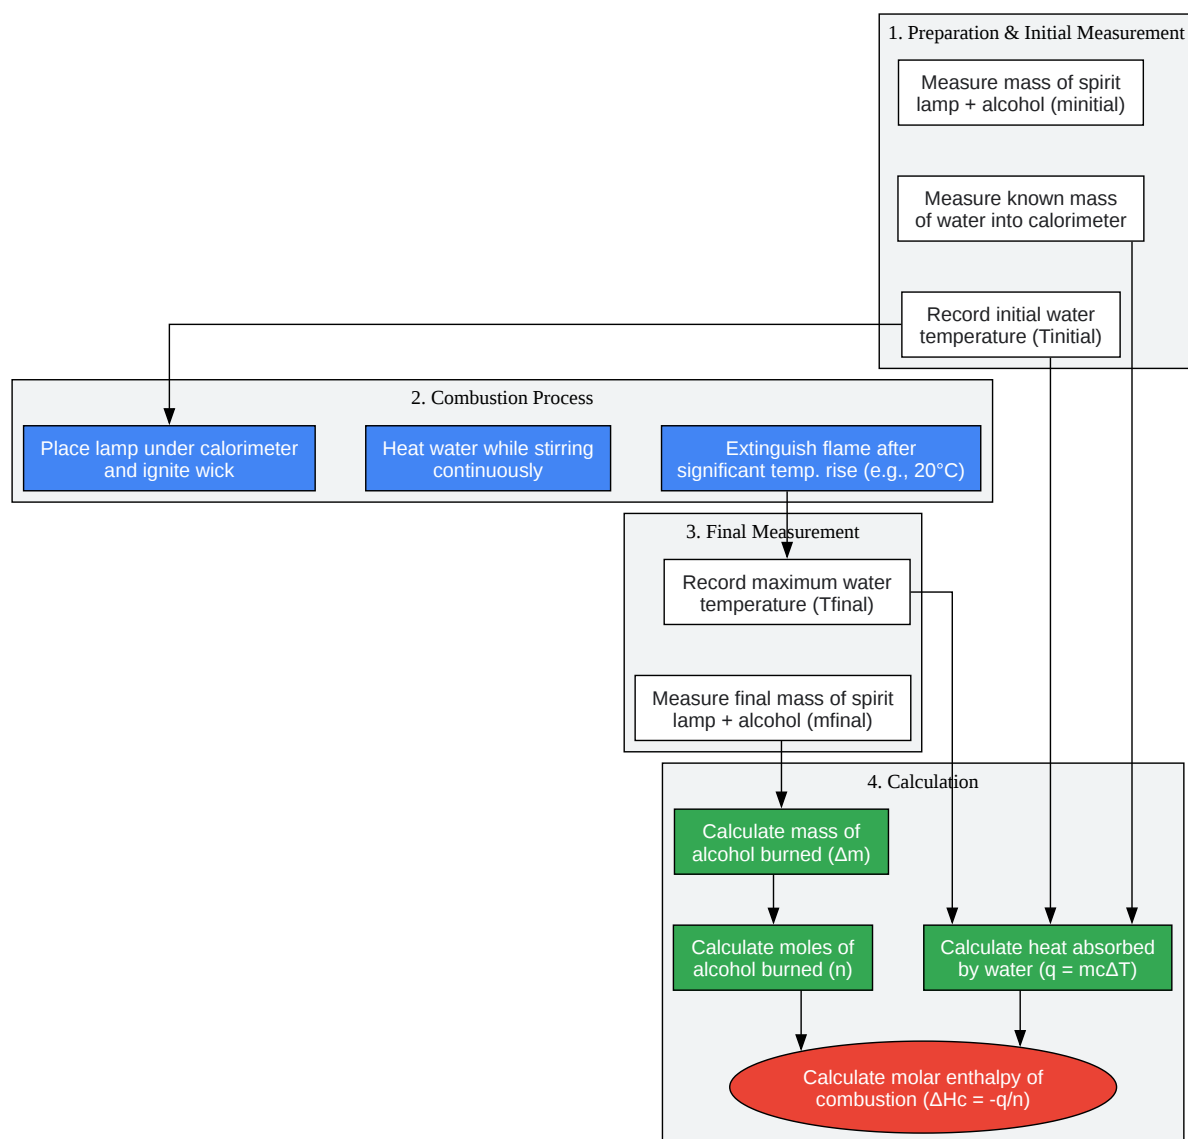 1. Preparation & Initial Measurement
Measure mass of spirit
lamp + alcohol (minitial)
Measure known mass
of water into calorimeter
Record initial water
temperature (Tinitial)
2. Combustion Process
Place lamp under calorimeter
and ignite wick
Heat water while stirring
continuously
Extinguish flame after
significant temp. rise (e.g., 20°C)
3. Final Measurement
Record maximum water
temperature (Tfinal)
Measure final mass of spirit
lamp + alcohol (mfinal)
4. Calculation
Calculate mass of
alcohol burned (Δm)
Calculate moles of
alcohol burned (n)
Calculate heat absorbed
by water (q = mcΔT)
Calculate molar enthalpy of
combustion (ΔHc = -q/n)